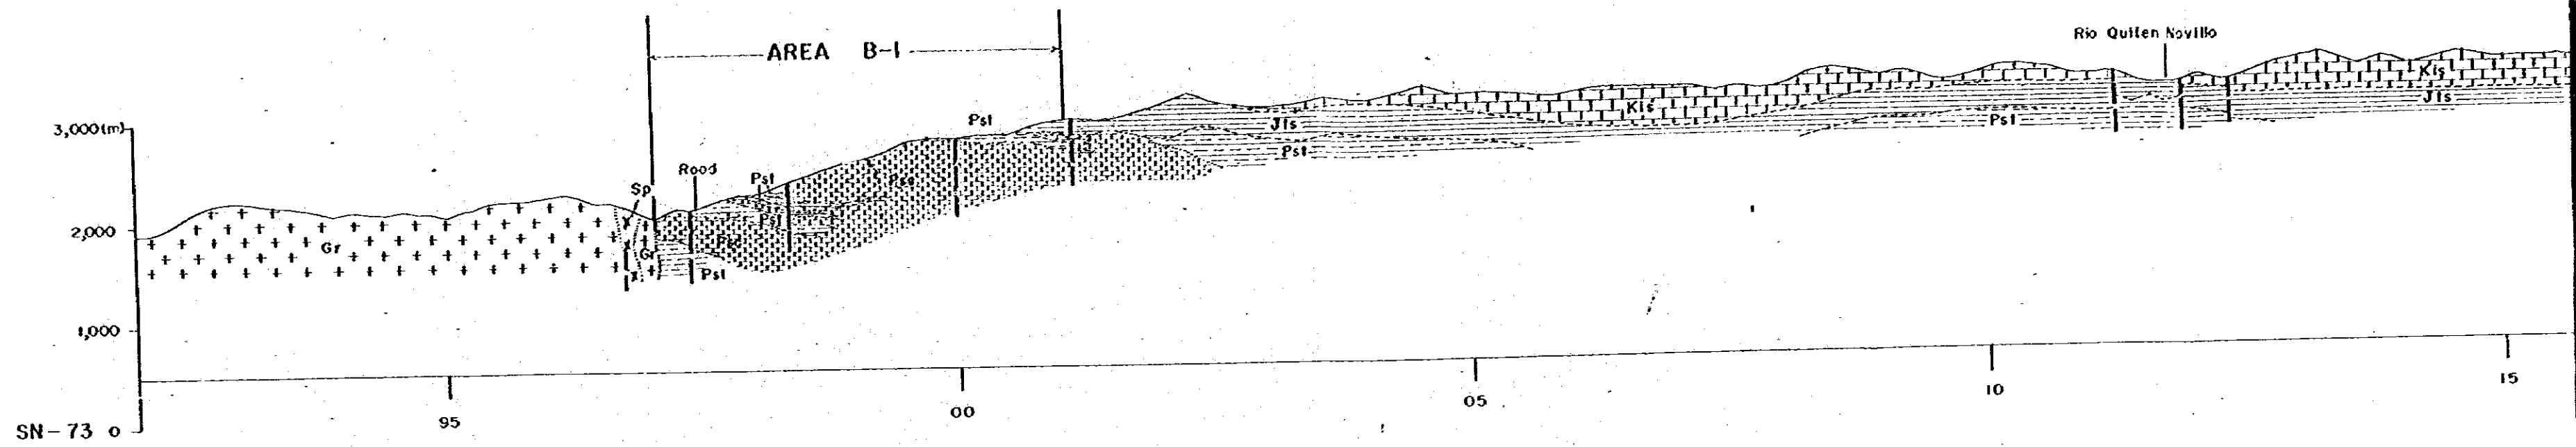 AREA B-1
Rio Quilen Novillo
3,000(m)
2,000
1,000
SN-73 0
Sp
Road
Pst
Pst
Pss
Pst
Pst
Gr
Gr
Pst
Jls
Pst
Kls
Pst
Kls
Jls
95
00
05
10
15